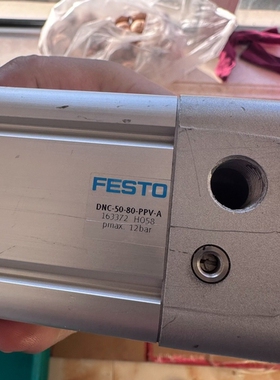 FESTO
DNC-50-80-PPV-A
163372 H058
pmax. 12bar